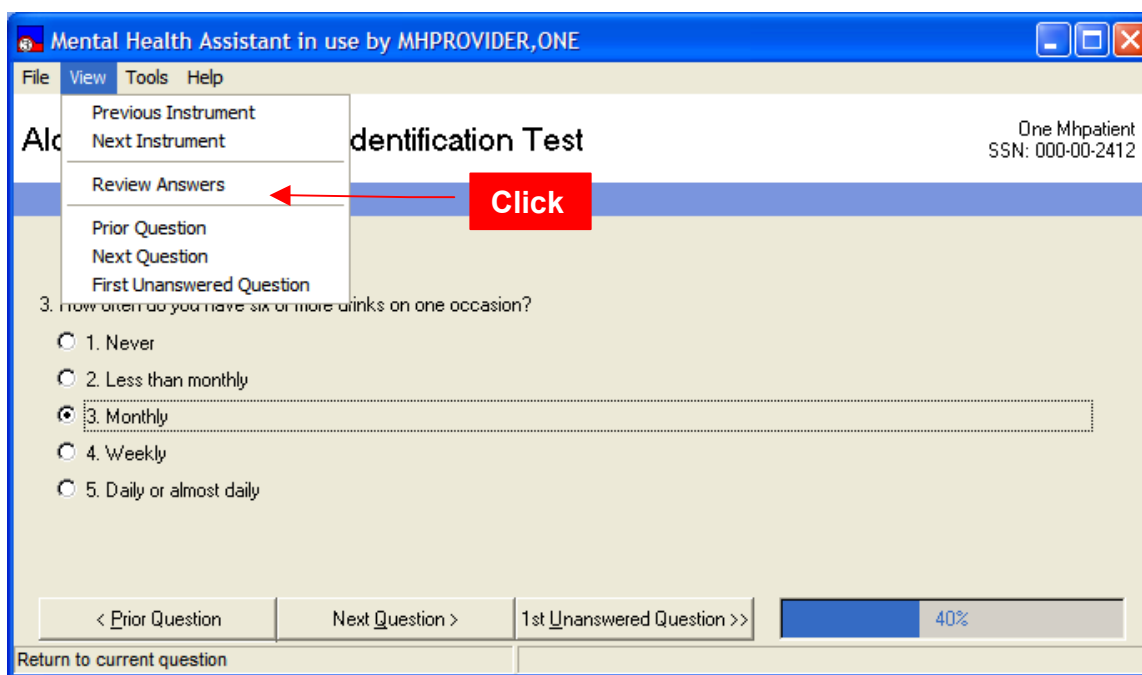 Mental Health Assistant in use by MHPROVIDER,ONE
File View Tools Help
Previous Instrument
Next Instrument
Review Answers
Prior Question
Next Question
First Unanswered Question
dentification Test
One Mhpatient
SSN: 000-00-2412
Click
3. How often do you have six or more drinks on one occasion?
1. Never
2. Less than monthly
3. Monthly
4. Weekly
5. Daily or almost daily
< Prior Question
Next Question >
1st Unanswered Question >>
40%
Return to current question